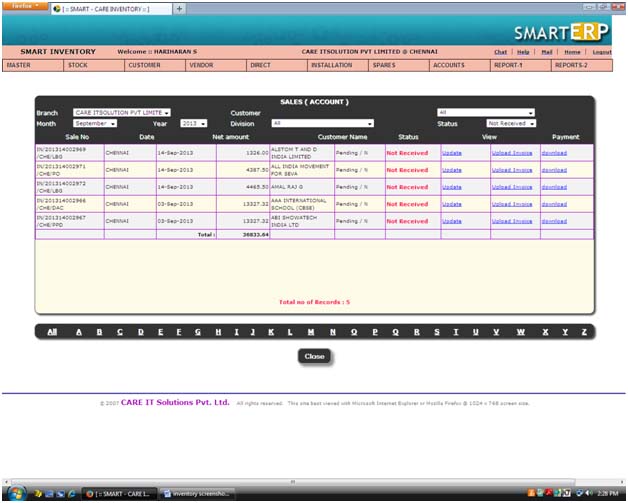 Firefox
[ :: SMART - CARE INVENTORY :: ]
SMART ERP
SMART INVENTORY Welcome :: HARIHARAN S CARE ITSOLUTION PVT LIMITED @ CHENNAI Chat | Help | Mail | Home | Logout
MASTER STOCK CUSTOMER VENDOR DIRECT INSTALLATION SPARES ACCOUNTS REPORT-1 REPORTS-2
SALES ( ACCOUNT )
Branch CARE ITSOLUTION PVT LIMITE Customer All
Month September Year 2013 Division All Status Not Received
Sale No Date Net amount Customer Name Status View Payment
IN/201314002969 /CHE/LBG CHENNAI 14-Sep-2013 1326.00 ALETCH T AND D INDIA LIMITED Pending / N Not Received Update Upload Invoice download
IN/201314002971 /CHE/PO CHENNAI 14-Sep-2013 4387.50 ALL INDIA MOVEMENT FOR SEVA Pending / N Not Received Update Upload Invoice download
IN/201314002972 /CHE/LBG CHENNAI 14-Sep-2013 4465.50 AMAL RAJ G Pending / N Not Received Update Upload Invoice download
IN/201314002966 /CHE/DAC CHENNAI 03-Sep-2013 13327.32 AAA INTERNATIONAL SCHOOL (CBSE) Pending / N Not Received Update Upload Invoice download
IN/201314002967 /CHE/PPD CHENNAI 03-Sep-2013 13327.32 ABI SHOWATECH INDIA LTD Pending / N Not Received Update Upload Invoice download
Total : 36833.64
Total no of Records : 5
All A B C D E F G H I J K L M N O P Q R S T U V W X Y Z
Close
© 2007 CARE IT Solutions Pvt. Ltd. All rights reserved. This site best viewed with Microsoft Internet Explorer or Mozilla Firefox @ 1024 x 768 screen size.
[ :: SMART - CARE I... inventory screensho... 2:28 PM